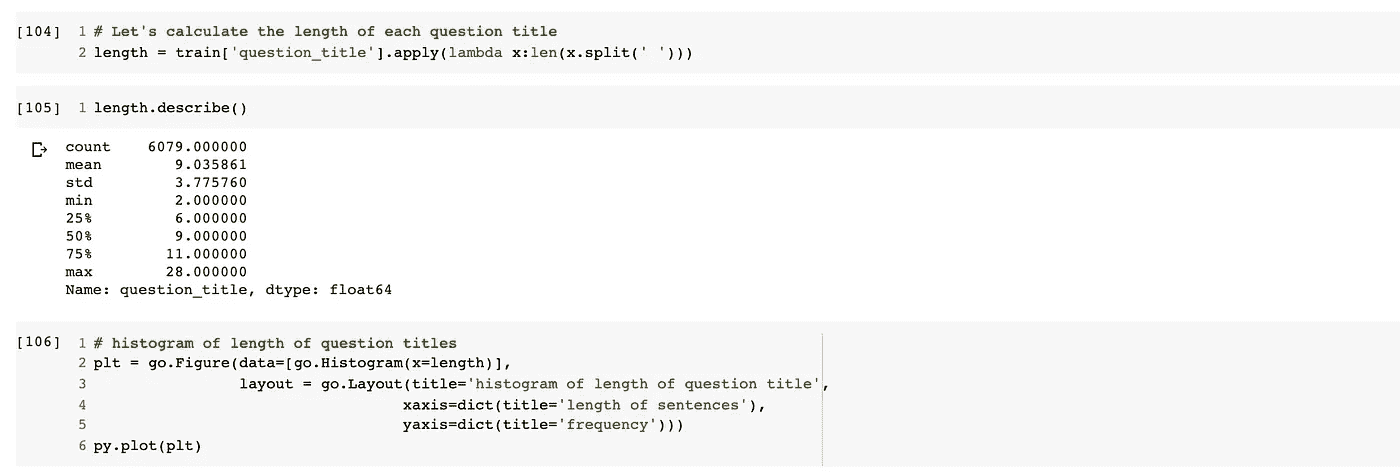 [104] 1 # Let's calculate the length of each question title
2 length = train['question_title'].apply(lambda x:len(x.split(' ')))
[105] 1 length.describe()
count 6079.000000
mean 9.035861
std 3.775760
min 2.000000
25% 6.000000
50% 9.000000
75% 11.000000
max 28.000000
Name: question_title, dtype: float64
[106] 1 # histogram of length of question titles
2 plt = go.Figure(data=[go.Histogram(x=length)],
3 layout = go.Layout(title='histogram of length of question title',
4 xaxis=dict(title='length of sentences'),
5 yaxis=dict(title='frequency')))
6 py.plot(plt)